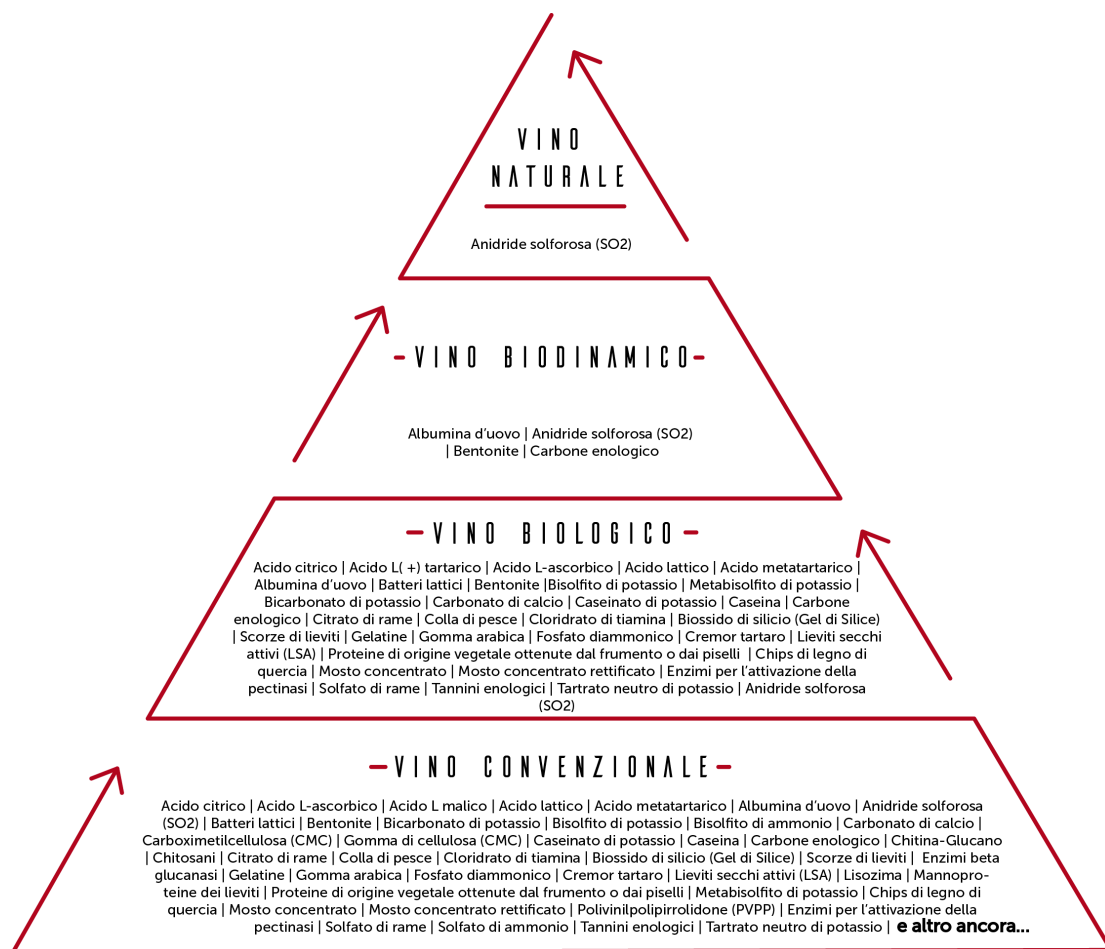 VINO
NATURALE
Anidride solforosa (SO2)
VINO BIODINAMICO
Albumina d’uovo | Anidride solforosa (SO2)
| Bentonite | Carbone enologico
VINO BIOLOGICO
Acido citrico | Acido L( +) tartarico | Acido L-ascorbico | Acido lattico | Acido metatartarico |
Albumina d’uovo | Batteri lattici | Bentonite |Bisolfito di potassio | Metabisolfito di potassio |
Bicarbonato di potassio | Carbonato di calcio | Caseinato di potassio | Caseina | Carbone
enologico | Citrato di rame | Colla di pesce | Cloridrato di tiamina | Biossido di silicio (Gel di Silice)
| Scorze di lieviti | Gelatine | Gomma arabica | Fosfato diammonico | Cremor tartaro | Lieviti secchi
attivi (LSA) | Proteine di origine vegetale ottenute dal frumento o dai piselli | Chips di legno di
quercia | Mosto concentrato | Mosto concentrato rettificato | Enzimi per l’attivazione della
pectinasi | Solfato di rame | Tannini enologici | Tartrato neutro di potassio | Anidride solforosa
(SO2)
VINO CONVENZIONALE
Acido citrico | Acido L-ascorbico | Acido L malico | Acido lattico | Acido metatartarico | Albumina d’uovo | Anidride solforosa
(SO2) | Batteri lattici | Bentonite | Bicarbonato di potassio | Bisolfito di potassio | Bisolfito di ammonio | Carbonato di calcio |
Carboximetilcellulosa (CMC) | Gomma di cellulosa (CMC) | Caseinato di potassio | Caseina | Carbone enologico | Chitina-Glucano
| Chitosani | Citrato di rame | Colla di pesce | Cloridrato di tiamina | Biossido di silicio (Gel di Silice) | Scorze di lieviti | Enzimi beta
glucanasi | Gelatine | Gomma arabica | Fosfato diammonico | Cremor tartaro | Lieviti secchi attivi (LSA) | Lisozima | Mannopro-
teine dei lieviti | Proteine di origine vegetale ottenute dal frumento o dai piselli | Metabisolfito di potassio | Chips di legno di
quercia | Mosto concentrato | Mosto concentrato rettificato | Polivinilpolipirrolidone (PVPP) | Enzimi per l’attivazione della
pectinasi | Solfato di rame | Solfato di ammonio | Tannini enologici | Tartrato neutro di potassio | e altro ancora...